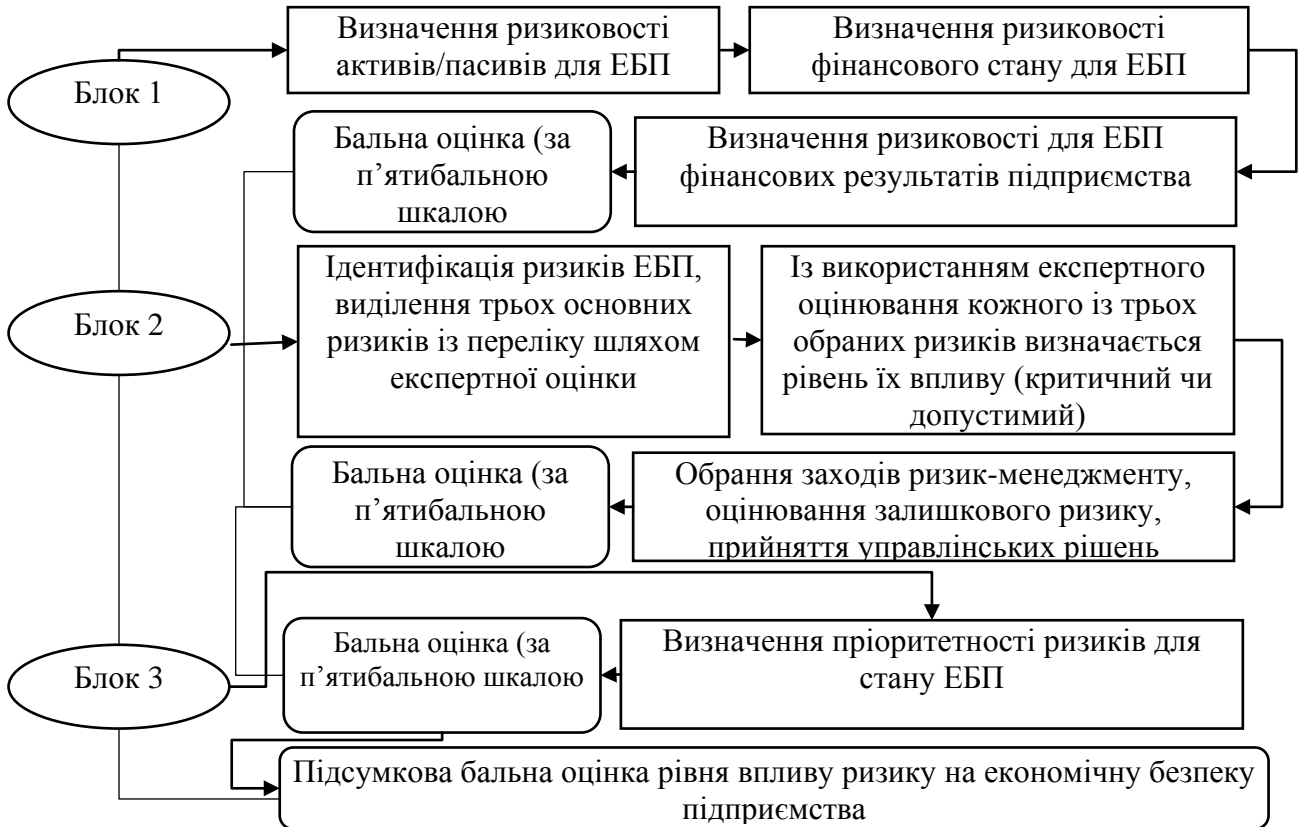 Блок 1
Визначення ризиковості
активів/пасивів для ЕБП
Визначення ризиковості
фінансового стану для ЕБП
Визначення ризиковості для ЕБП
фінансових результатів підприємства
Бальна оцінка (за
п’ятибальною
шкалою
Блок 2
Ідентифікація ризиків ЕБП,
виділення трьох основних
ризиків із переліку шляхом
експертної оцінки
Із використанням експертного
оцінювання кожного із трьох
обраних ризиків визначається
рівень їх впливу (критичний чи
допустимий)
Обрання заходів ризик-менеджменту,
оцінювання залишкового ризику,
прийняття управлінських рішень
Бальна оцінка (за
п’ятибальною
шкалою
Блок 3
Визначення пріоритетності ризиків для
стану ЕБП
Бальна оцінка (за
п’ятибальною шкалою
Підсумкова бальна оцінка рівня впливу ризику на економічну безпеку
підприємства